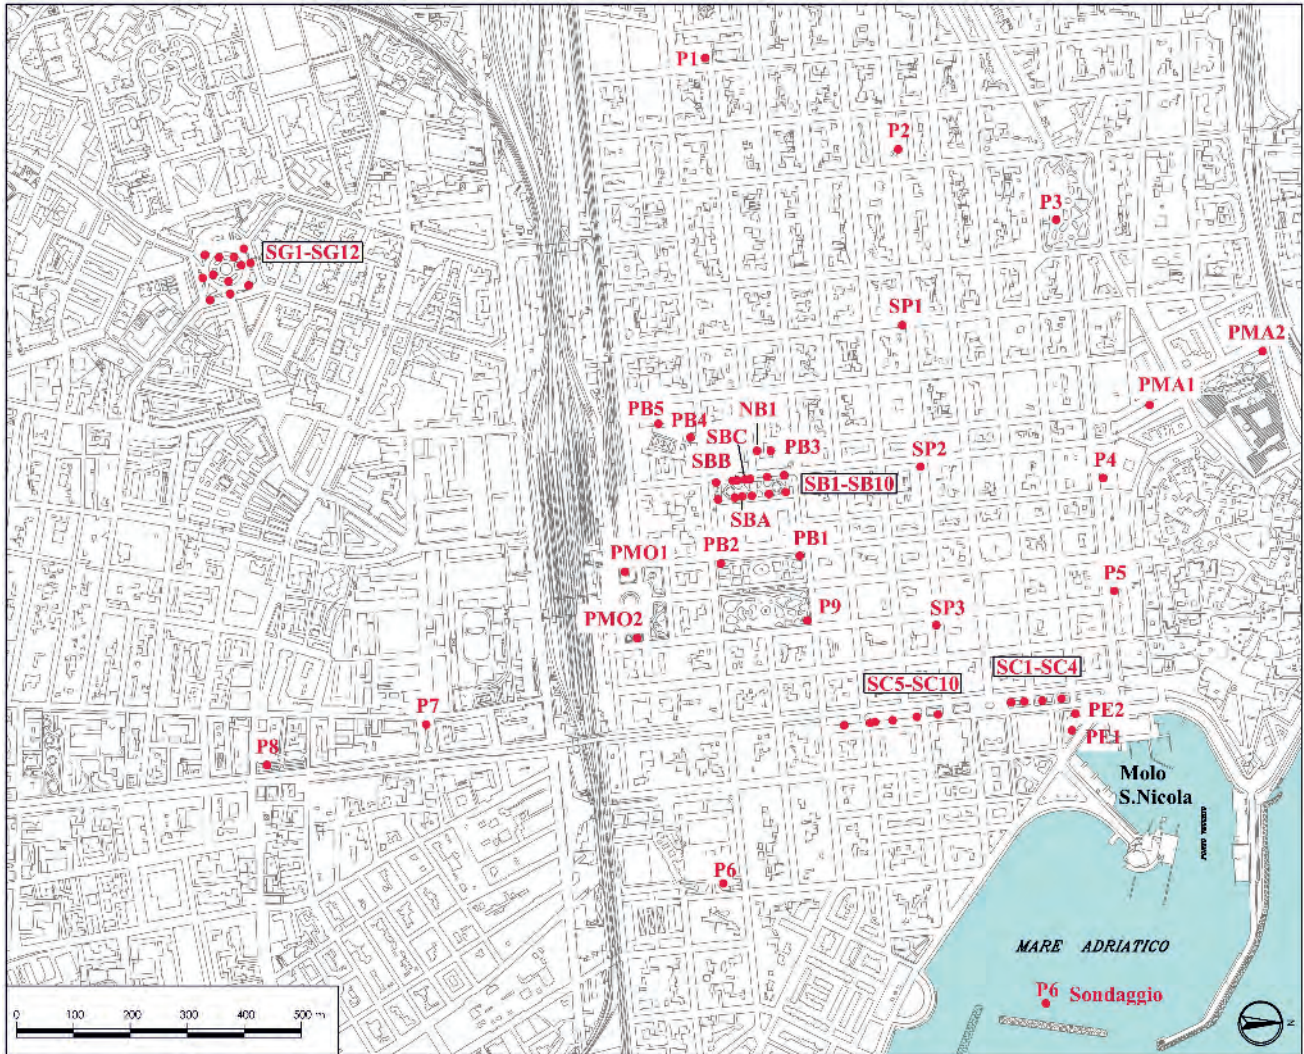 P1
P2
P3
SG1-SG12
SP1
PMA2
PMA1
PB5
NB1
PB4
SBC
PB3
SBB
SP2
P4
SB1-SB10
SBA
PMO1
PB2
PB1
P5
PMO2
P9
SP3
SC1-SC4
SC5-SC10
P7
PE2
PE1
P8
Molo
S.Nicola
PORTO VECCHIO
P6
MARE ADRIATICO
P6 Sondaggio
0 100 200 300 400 500 m
N